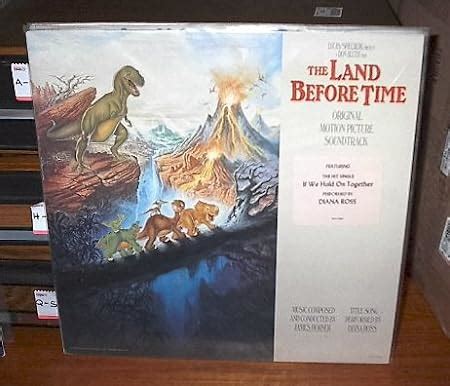 THE LAND
BEFORE TIME
ORIGINAL
MOTION PICTURE
SOUNDTRACK
FEATURING
THE HIT SINGLE
If We Hold On Together
PERFORMED BY
DIANA ROSS
MUSIC COMPOSED
AND CONDUCTED BY
JAMES HORNER
TITLE SONG
PERFORMED BY
DIANA ROSS
A-
H-
Q-S